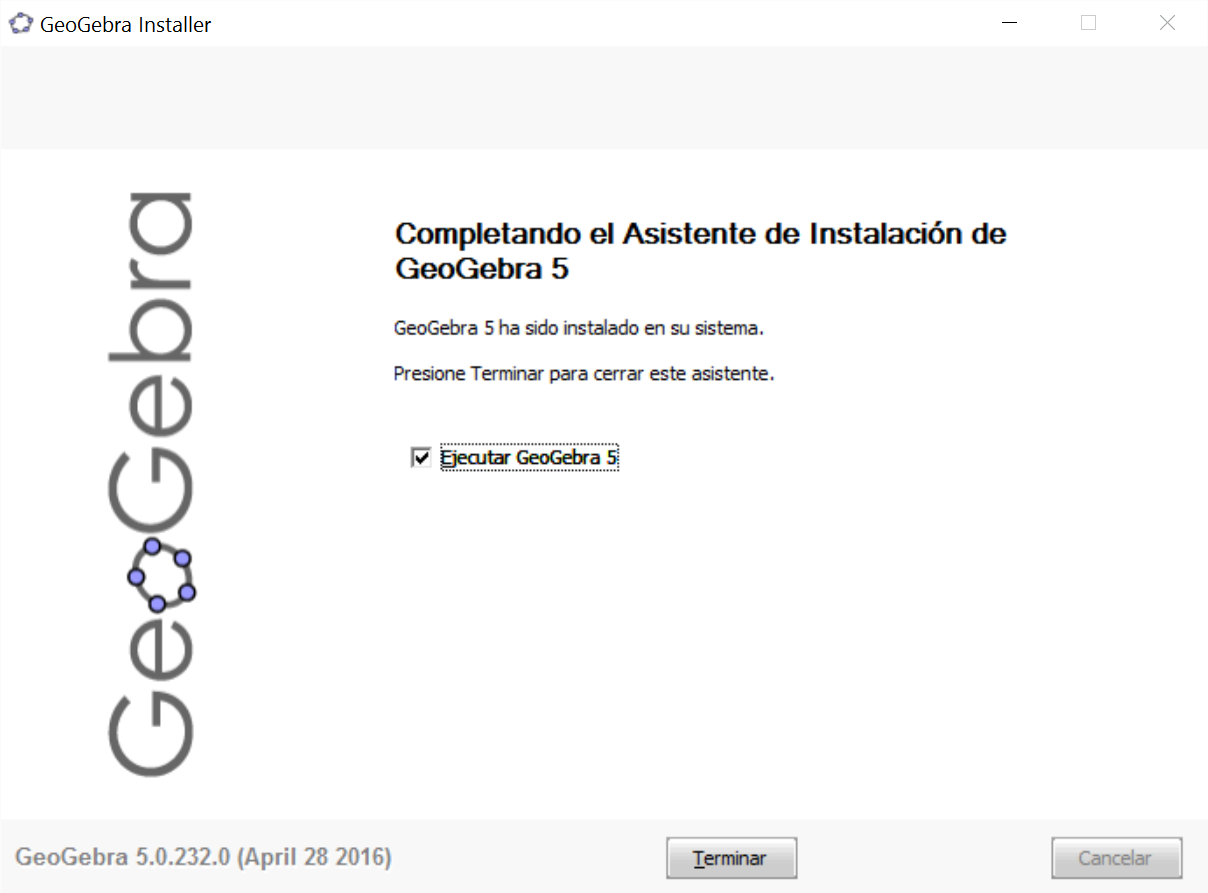 GeoGebra Installer
GeoGebra
Completando el Asistente de Instalación de
GeoGebra 5
GeoGebra 5 ha sido instalado en su sistema.
Presione Terminar para cerrar este asistente.
Ejecutar GeoGebra 5
GeoGebra 5.0.232.0 (April 28 2016)
Terminar
Cancelar